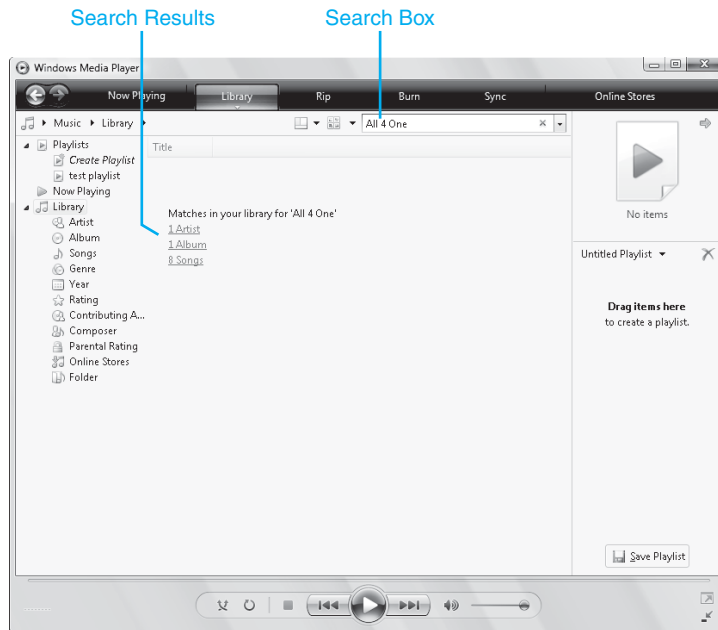 Search Results Search Box
Windows Media Player
Now Playing Library Rip Burn Sync Online Stores
Music Library All 4 One
Playlists
Create Playlist
test playlist
Now Playing
Library
Artist
Album
Songs
Genre
Year
Rating
Contributing A...
Composer
Parental Rating
Online Stores
Folder
Title
Matches in your library for 'All 4 One'
1 Artist
1 Album
8 Songs
No items
Untitled Playlist
Drag items here
to create a playlist.
Save Playlist